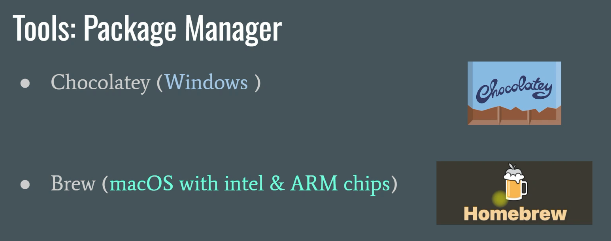 Tools: Package Manager
● Chocolatey (Windows )
Chocolatey
● Brew (macOS with intel & ARM chips)
Homebrew